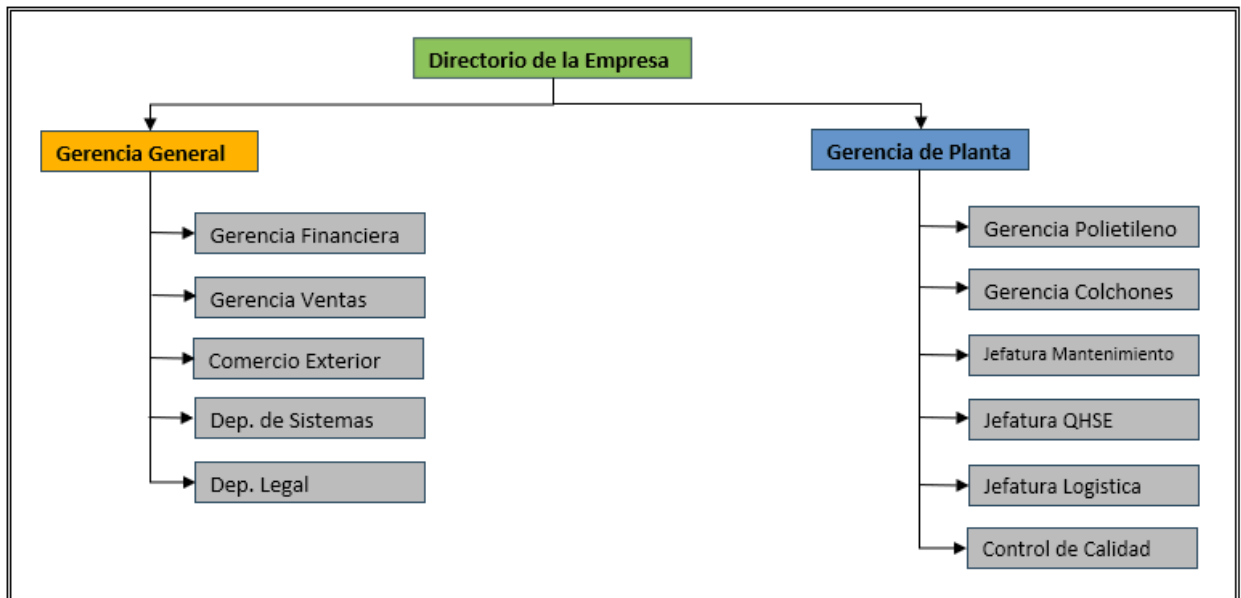 Directorio de la Empresa
Gerencia General
Gerencia Financiera
Gerencia Ventas
Comercio Exterior
Dep. de Sistemas
Dep. Legal
Gerencia de Planta
Gerencia Polietileno
Gerencia Colchones
Jefatura Mantenimiento
Jefatura QHSE
Jefatura Logistica
Control de Calidad